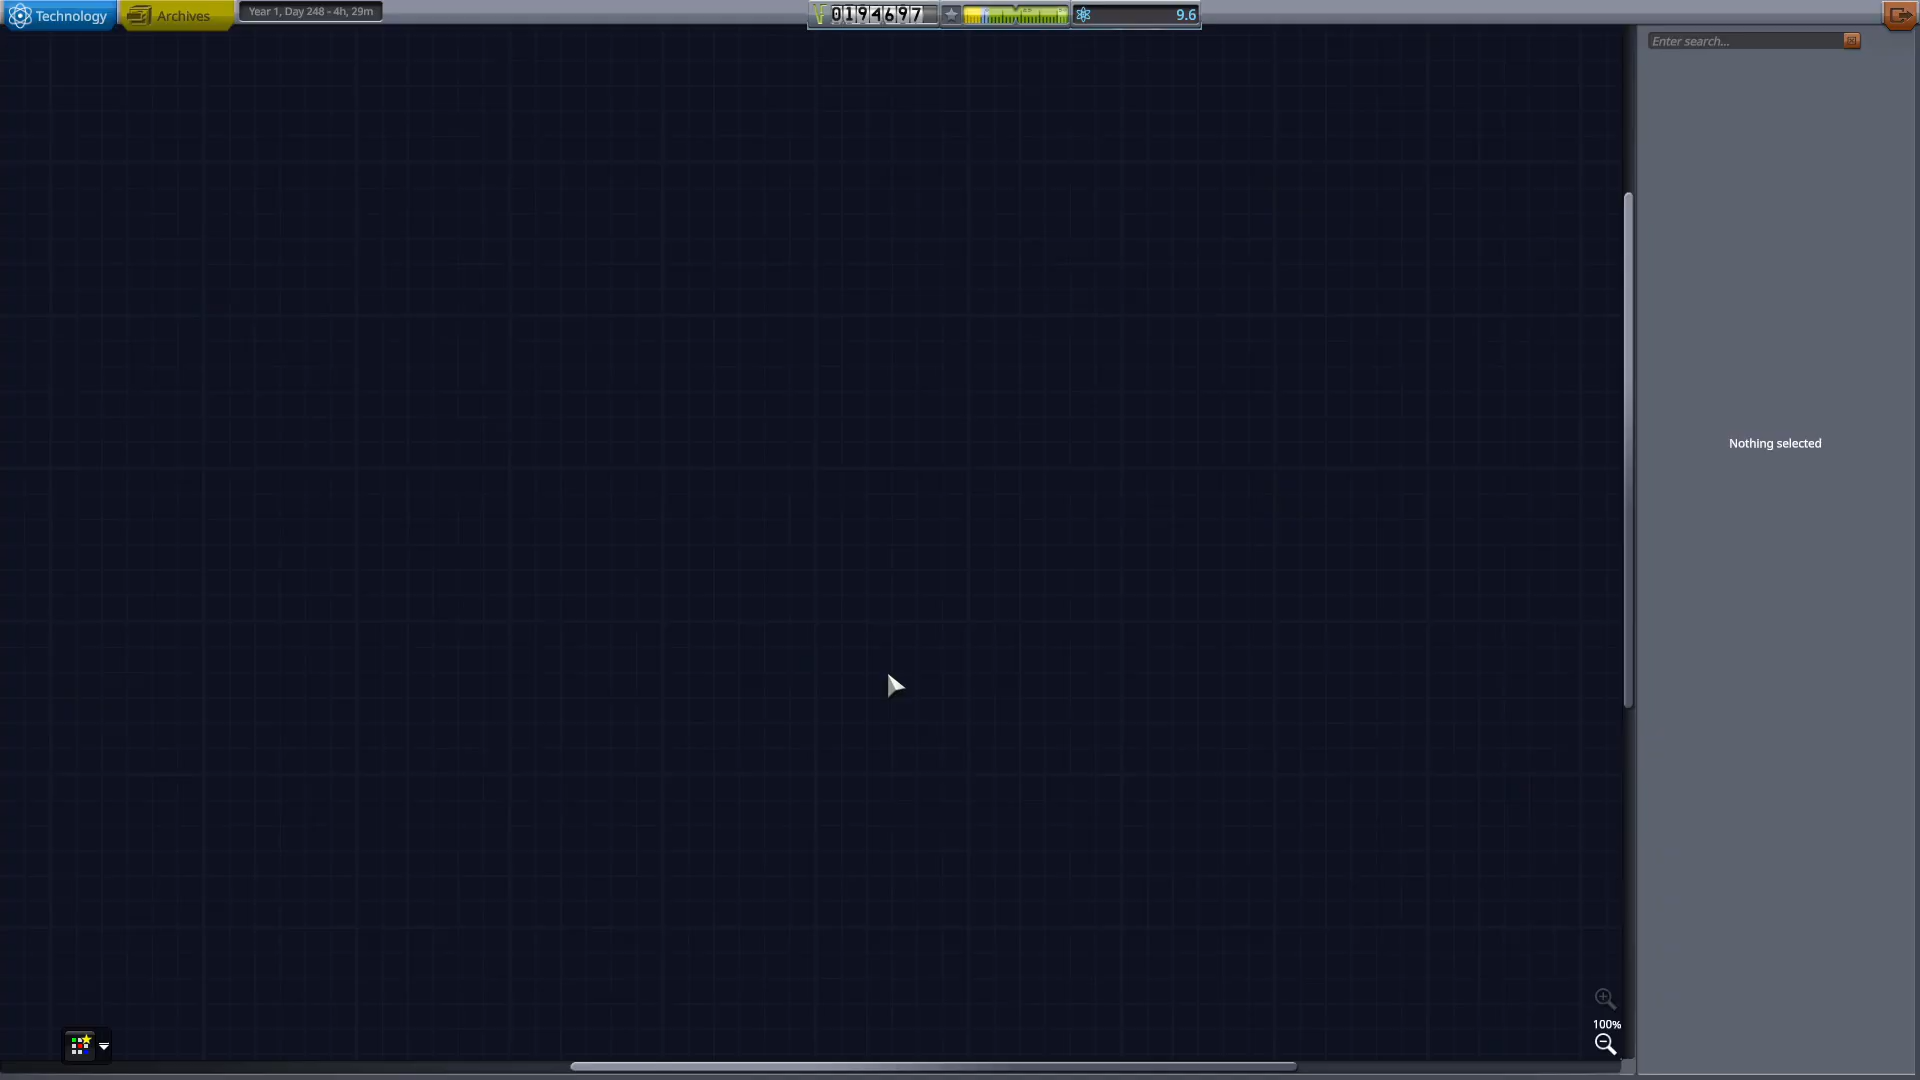 Technology
Archives
Year 1, Day 248 - 4h, 29m
0194697
9.6
Enter search...
Nothing selected
100%